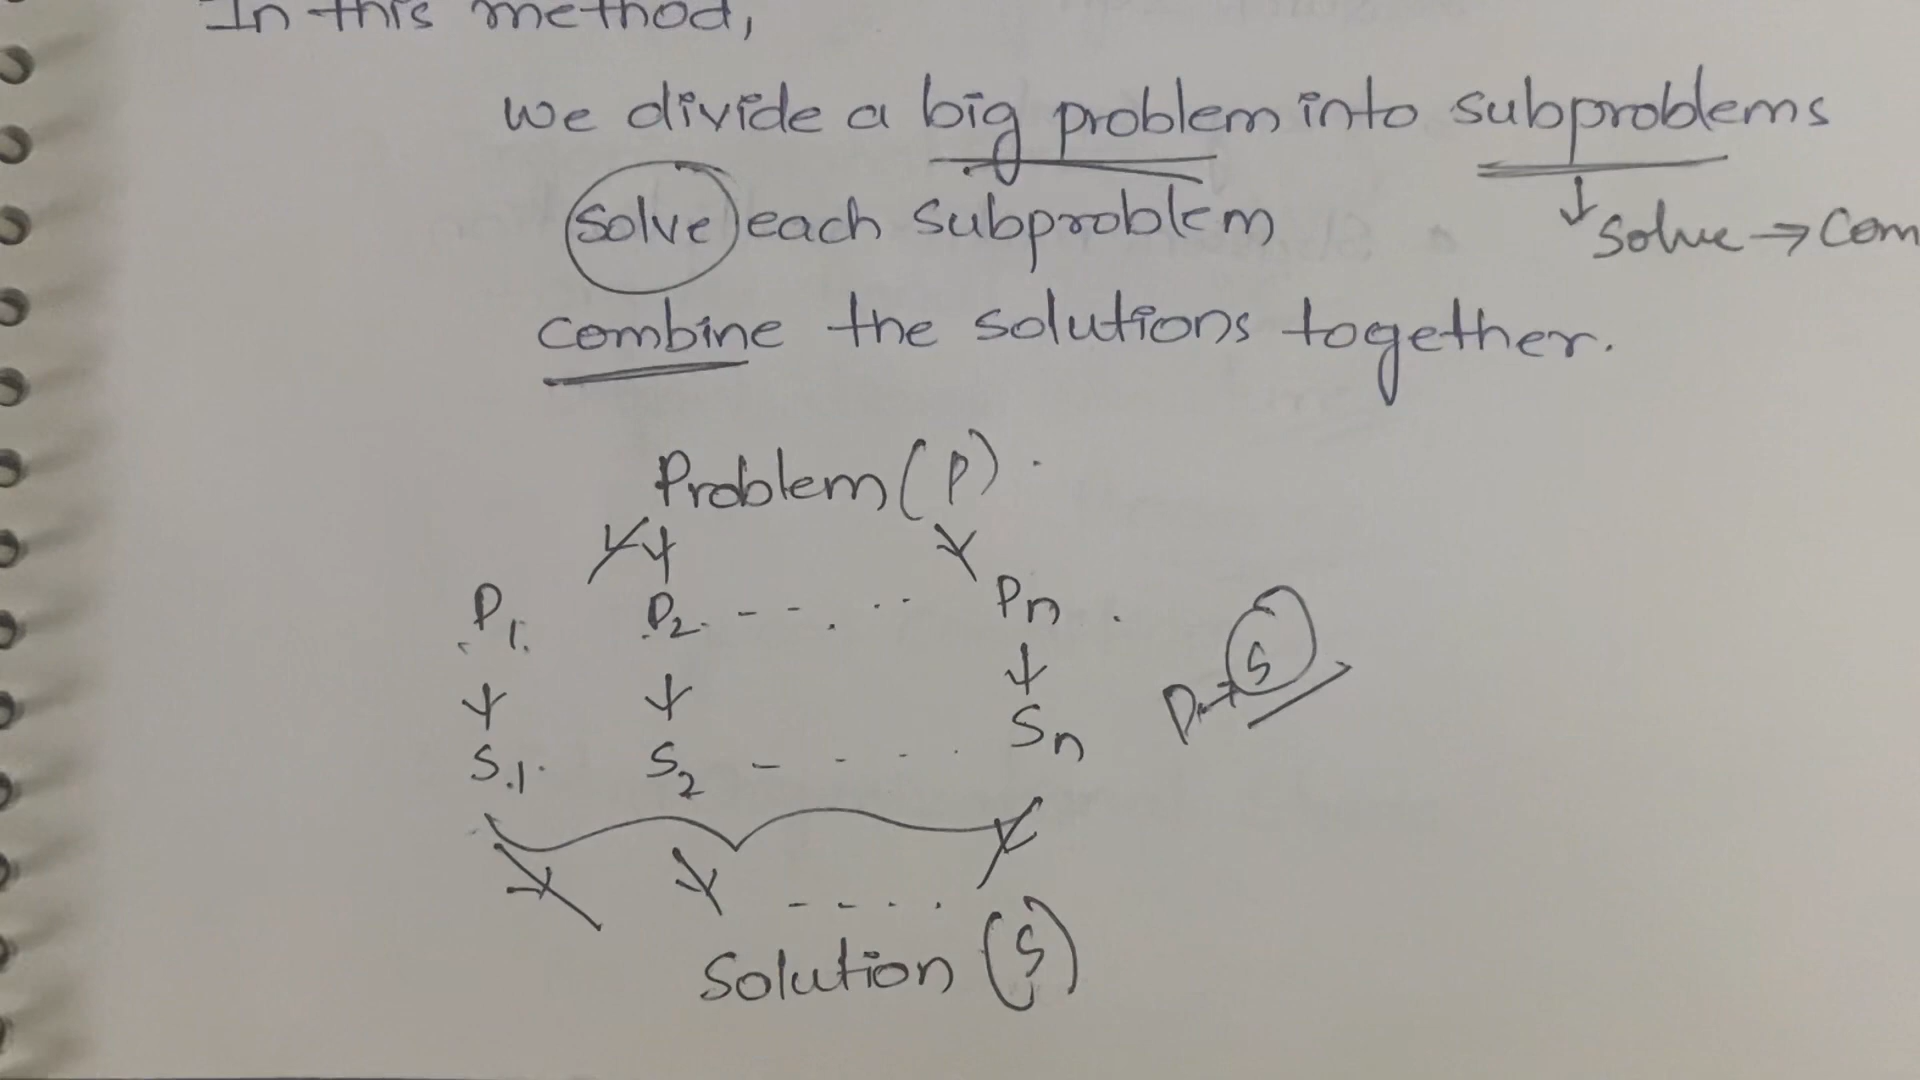 In this method,
we divide a big problem into subproblems
solve each subproblem
solve → Com
combine the solutions together.
Problem (P).
P1 P2 - - . . . Pn
S1 S2 - - . . . Sn
P → S
- - . . .
Solution (S)